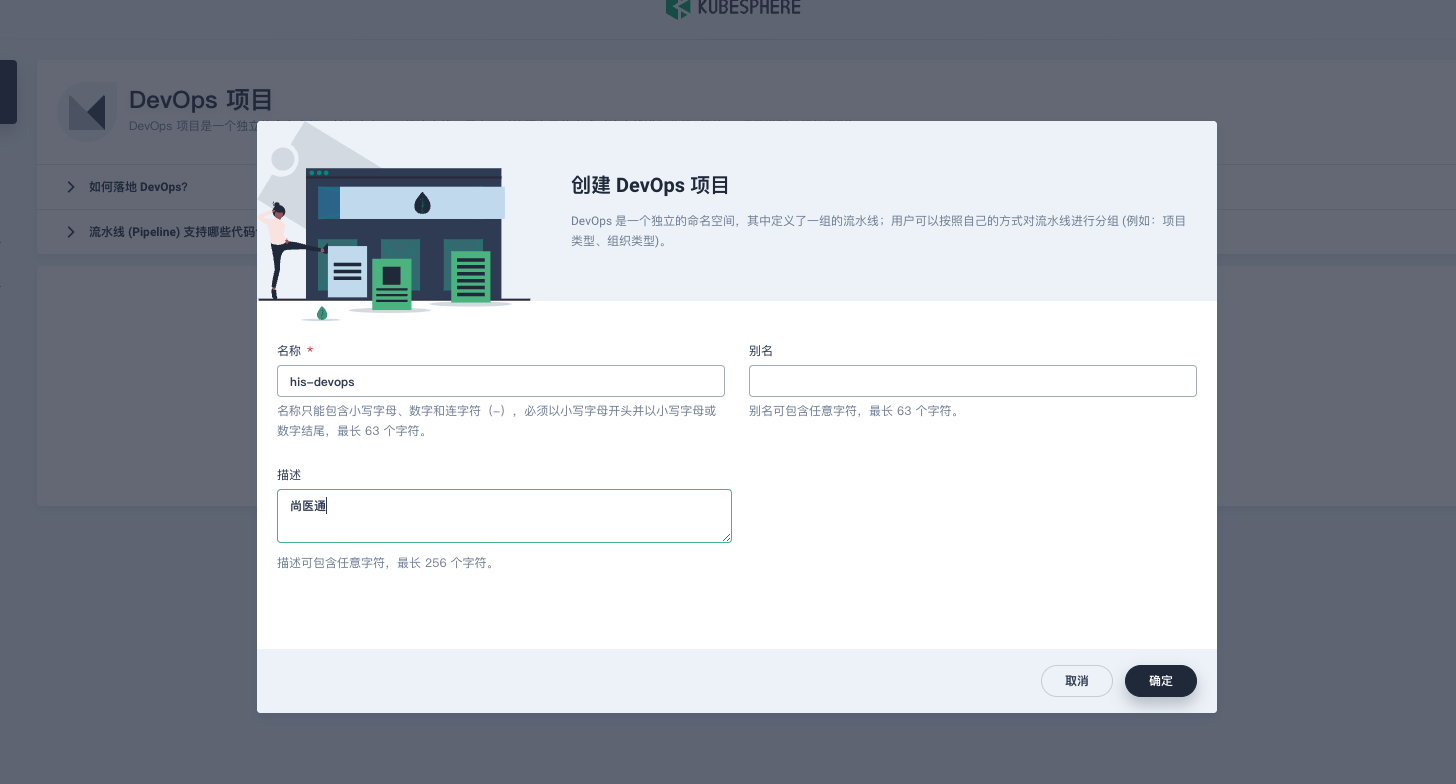 KUBESPHERE
DevOps 项目
DevOps 项目是一个独立
如何落地 DevOps?
流水线 (Pipeline) 支持哪些代码
创建 DevOps 项目
DevOps 是一个独立的命名空间，其中定义了一组的流水线；用户可以按照自己的方式对流水线进行分组 (例如：项目
类型、组织类型)。
名称 *
his-devops
名称只能包含小写字母、数字和连字符（-），必须以小写字母开头并以小写字母或
数字结尾，最长 63 个字符。
别名
别名可包含任意字符，最长 63 个字符。
描述
尚医通
描述可包含任意字符，最长 256 个字符。
取消
确定